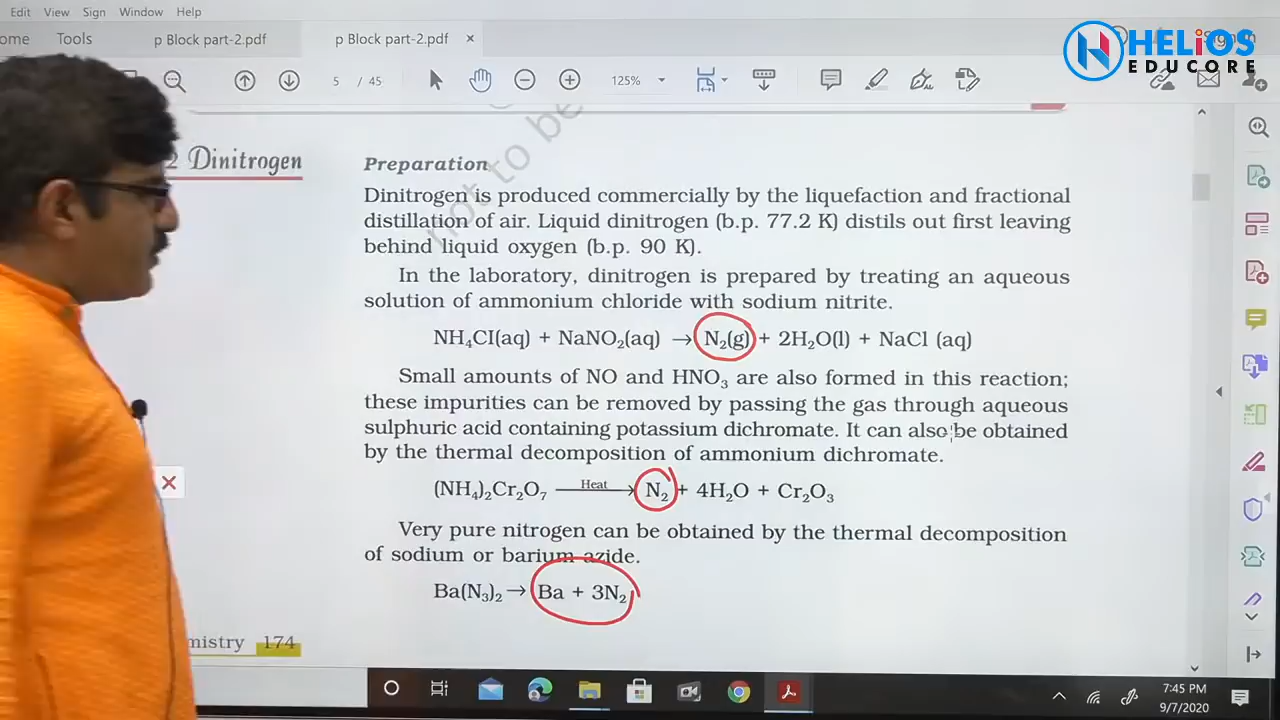 Edit View Sign Window Help
ome Tools p Block part-2.pdf p Block part-2.pdf ×
HELiOS
EDUCORE
5 / 45 125%
not to be
2 Dinitrogen
Preparation
Dinitrogen is produced commercially by the liquefaction and fractional
distillation of air. Liquid dinitrogen (b.p. 77.2 K) distils out first leaving
behind liquid oxygen (b.p. 90 K).
In the laboratory, dinitrogen is prepared by treating an aqueous
solution of ammonium chloride with sodium nitrite.
NH₄CI(aq) + NaNO₂(aq) → N₂(g) + 2H₂O(l) + NaCl (aq)
Small amounts of NO and HNO₃ are also formed in this reaction;
these impurities can be removed by passing the gas through aqueous
sulphuric acid containing potassium dichromate. It can also be obtained
by the thermal decomposition of ammonium dichromate.
(NH₄)₂Cr₂O₇ —Heat→ N₂ + 4H₂O + Cr₂O₃
Very pure nitrogen can be obtained by the thermal decomposition
of sodium or barium azide.
Ba(N₃)₂ → Ba + 3N₂
mistry 174
7:45 PM
9/7/2020